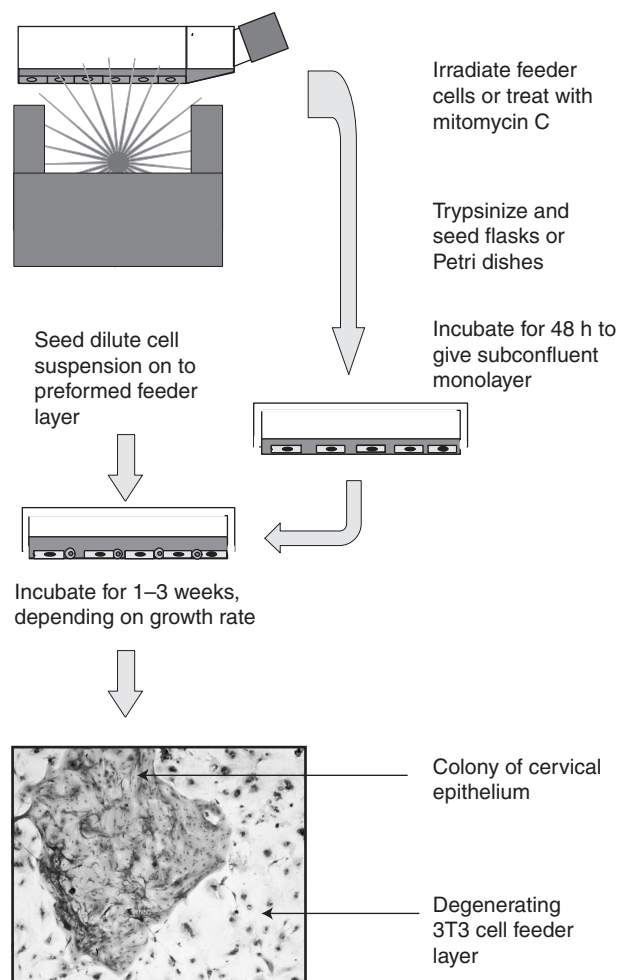 Irradiate feeder
cells or treat with
mitomycin C
Trypsinize and
seed flasks or
Petri dishes
Incubate for 48 h to
give subconfluent
monolayer
Seed dilute cell
suspension on to
preformed feeder
layer
Incubate for 1–3 weeks,
depending on growth rate
Colony of cervical
epithelium
Degenerating
3T3 cell feeder
layer